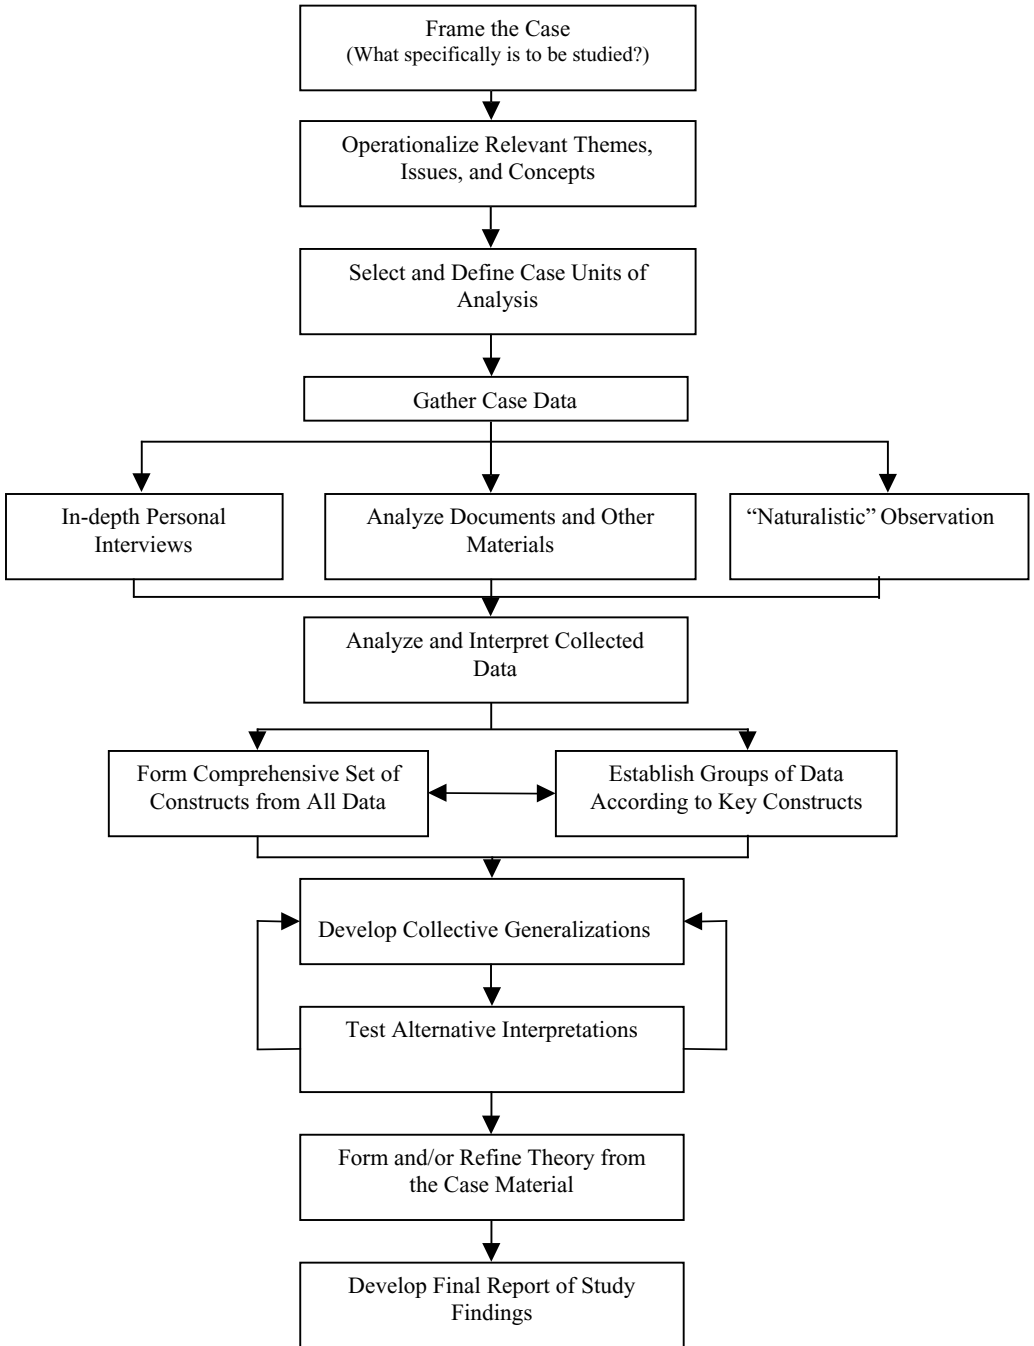 Frame the Case
(What specifically is to be studied?)
Operationalize Relevant Themes,
Issues, and Concepts
Select and Define Case Units of
Analysis
Gather Case Data
In-depth Personal
Interviews
Analyze Documents and Other
Materials
“Naturalistic” Observation
Analyze and Interpret Collected
Data
Form Comprehensive Set of
Constructs from All Data
Establish Groups of Data
According to Key Constructs
Develop Collective Generalizations
Test Alternative Interpretations
Form and/or Refine Theory from
the Case Material
Develop Final Report of Study
Findings